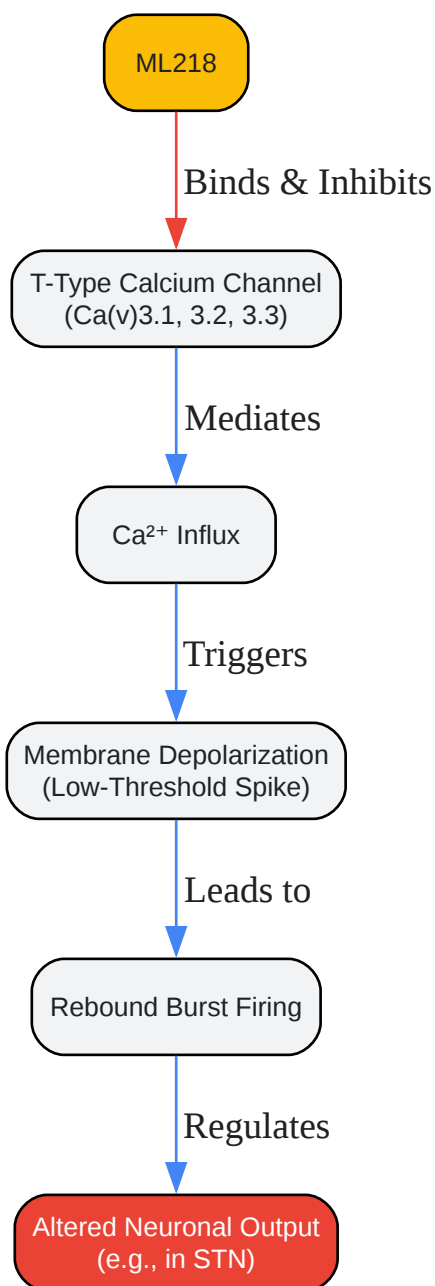 ML218
Binds & Inhibits
T-Type Calcium Channel
(Ca(v)3.1, 3.2, 3.3)
Mediates
Ca²⁺ Influx
Triggers
Membrane Depolarization
(Low-Threshold Spike)
Leads to
Rebound Burst Firing
Regulates
Altered Neuronal Output
(e.g., in STN)